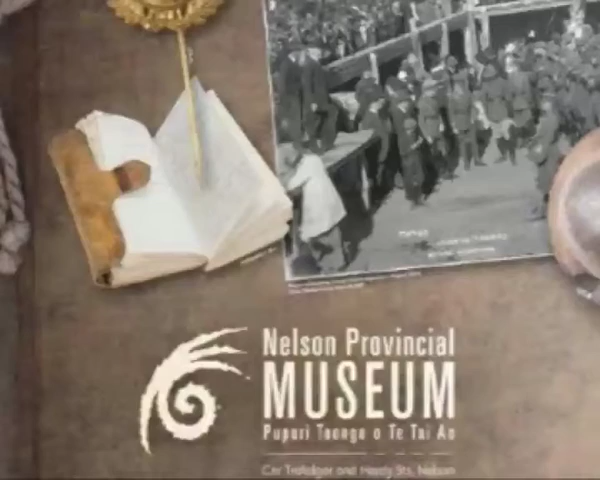 Nelson Provincial
MUSEUM
Pupuri Taonga o Te Tai Ao
Cnr Trafalgar and Hardy Sts, Nelson